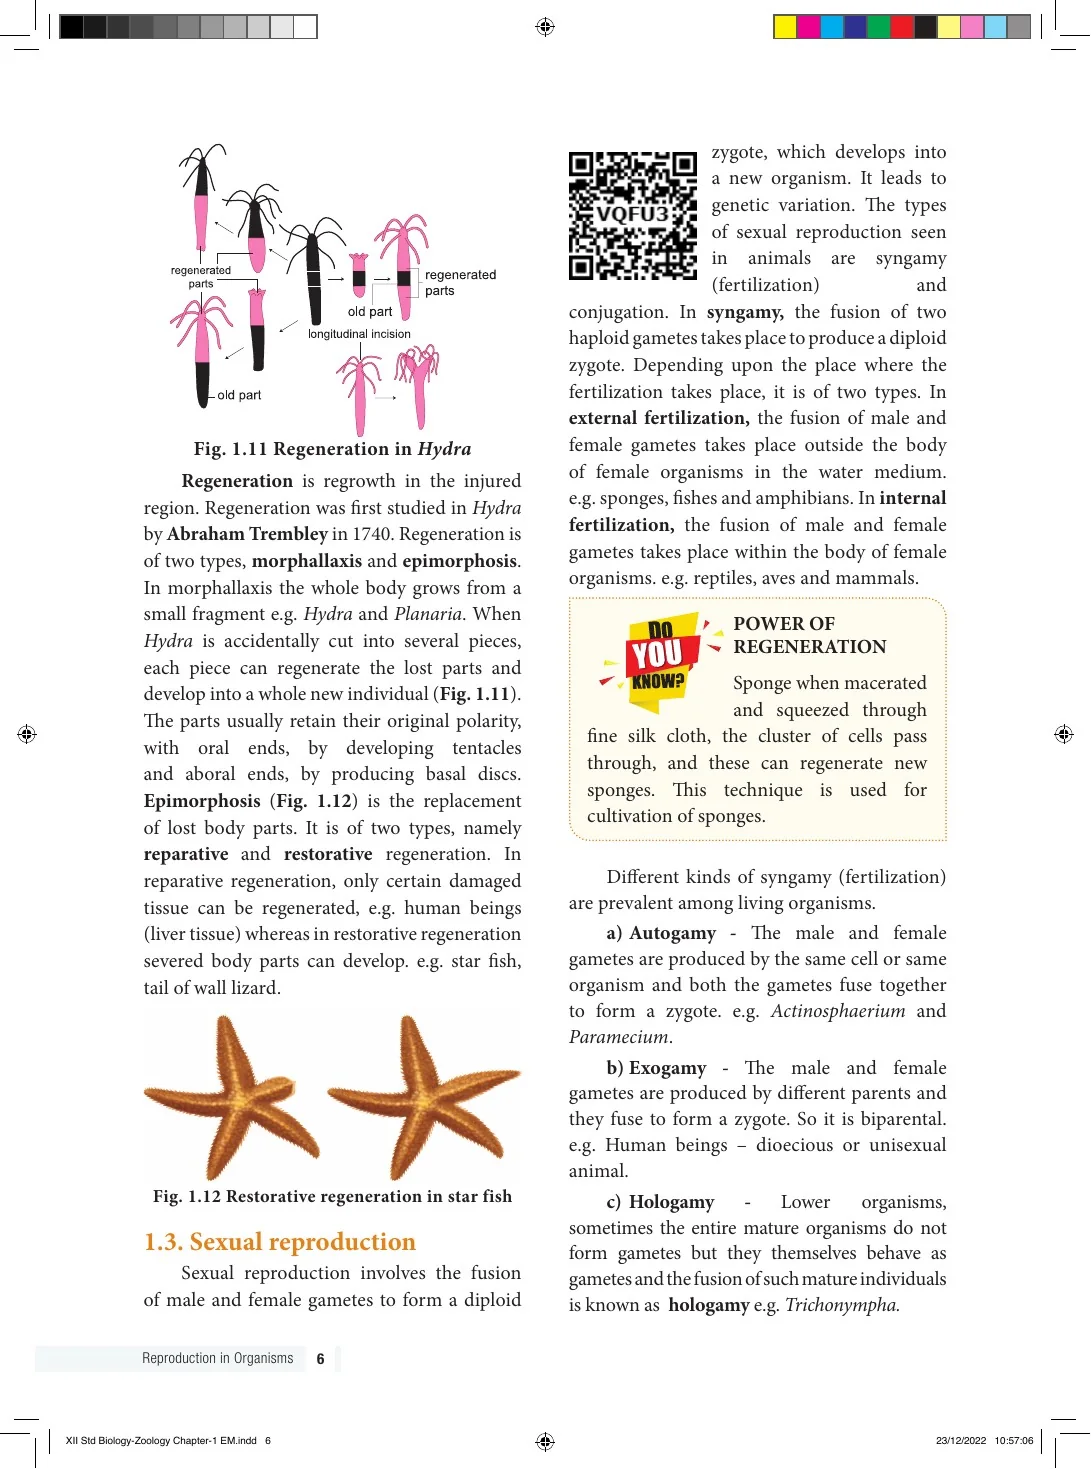 regenerated
parts
regenerated
parts
old part
longitudinal incision
old part
Fig. 1.11 Regeneration in Hydra
Regeneration is regrowth in the injured
region. Regeneration was first studied in Hydra
by Abraham Trembley in 1740. Regeneration is
of two types, morphallaxis and epimorphosis.
In morphallaxis the whole body grows from a
small fragment e.g. Hydra and Planaria. When
Hydra is accidentally cut into several pieces,
each piece can regenerate the lost parts and
develop into a whole new individual (Fig. 1.11).
The parts usually retain their original polarity,
with oral ends, by developing tentacles
and aboral ends, by producing basal discs.
Epimorphosis (Fig. 1.12) is the replacement
of lost body parts. It is of two types, namely
reparative and restorative regeneration. In
reparative regeneration, only certain damaged
tissue can be regenerated, e.g. human beings
(liver tissue) whereas in restorative regeneration
severed body parts can develop. e.g. star fish,
tail of wall lizard.
Fig. 1.12 Restorative regeneration in star fish
1.3. Sexual reproduction
Sexual reproduction involves the fusion
of male and female gametes to form a diploid
VQFU3
zygote, which develops into
a new organism. It leads to
genetic variation. The types
of sexual reproduction seen
in animals are syngamy
(fertilization) and
conjugation. In syngamy, the fusion of two
haploid gametes takes place to produce a diploid
zygote. Depending upon the place where the
fertilization takes place, it is of two types. In
external fertilization, the fusion of male and
female gametes takes place outside the body
of female organisms in the water medium.
e.g. sponges, fishes and amphibians. In internal
fertilization, the fusion of male and female
gametes takes place within the body of female
organisms. e.g. reptiles, aves and mammals.
DO
YOU
KNOW?
POWER OF
REGENERATION
Sponge when macerated
and squeezed through
fine silk cloth, the cluster of cells pass
through, and these can regenerate new
sponges. This technique is used for
cultivation of sponges.
Different kinds of syngamy (fertilization)
are prevalent among living organisms.
a) Autogamy - The male and female
gametes are produced by the same cell or same
organism and both the gametes fuse together
to form a zygote. e.g. Actinosphaerium and
Paramecium.
b) Exogamy - The male and female
gametes are produced by different parents and
they fuse to form a zygote. So it is biparental.
e.g. Human beings – dioecious or unisexual
animal.
c) Hologamy - Lower organisms,
sometimes the entire mature organisms do not
form gametes but they themselves behave as
gametes and the fusion of such mature individuals
is known as hologamy e.g. Trichonympha.
Reproduction in Organisms 6
XII Std Biology-Zoology Chapter-1 EM.indd 6
23/12/2022 10:57:06